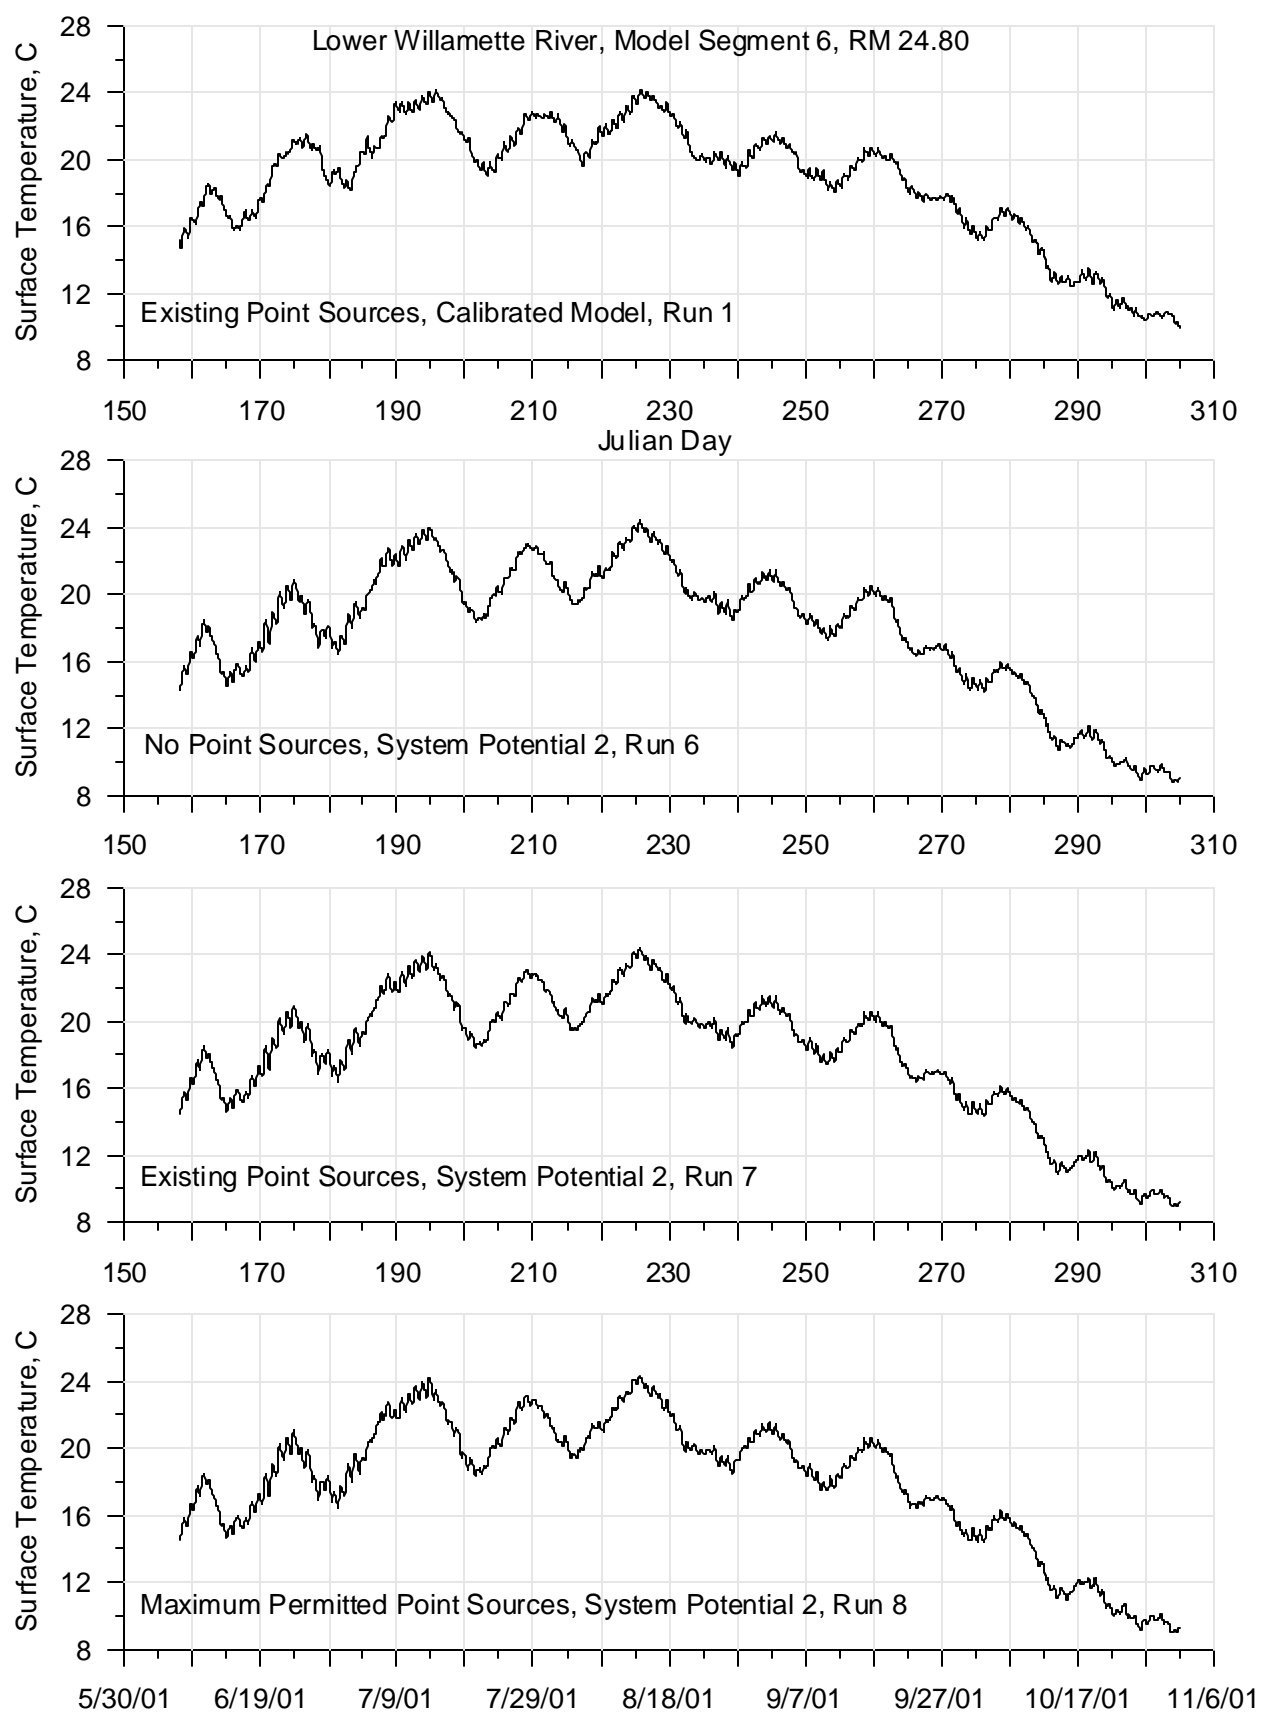 28
Lower Willamette River, Model Segment 6, RM 24.80
24
20
16
12
8
Surface Temperature, C
Existing Point Sources, Calibrated Model, Run 1
150 170 190 210 230 250 270 290 310
Julian Day
28
24
20
16
12
8
Surface Temperature, C
No Point Sources, System Potential 2, Run 6
150 170 190 210 230 250 270 290 310
28
24
20
16
12
8
Surface Temperature, C
Existing Point Sources, System Potential 2, Run 7
150 170 190 210 230 250 270 290 310
28
24
20
16
12
8
Surface Temperature, C
Maximum Permitted Point Sources, System Potential 2, Run 8
5/30/01 6/19/01 7/9/01 7/29/01 8/18/01 9/7/01 9/27/01 10/17/01 11/6/01